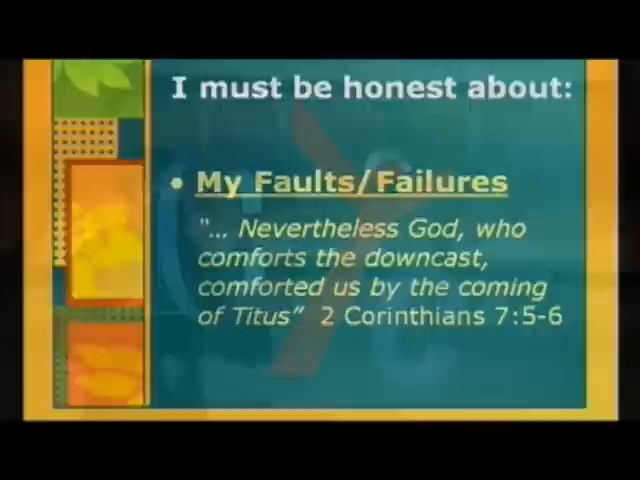 I must be honest about:
• My Faults/Failures
"... Nevertheless God, who
comforts the downcast,
comforted us by the coming
of Titus" 2 Corinthians 7:5-6